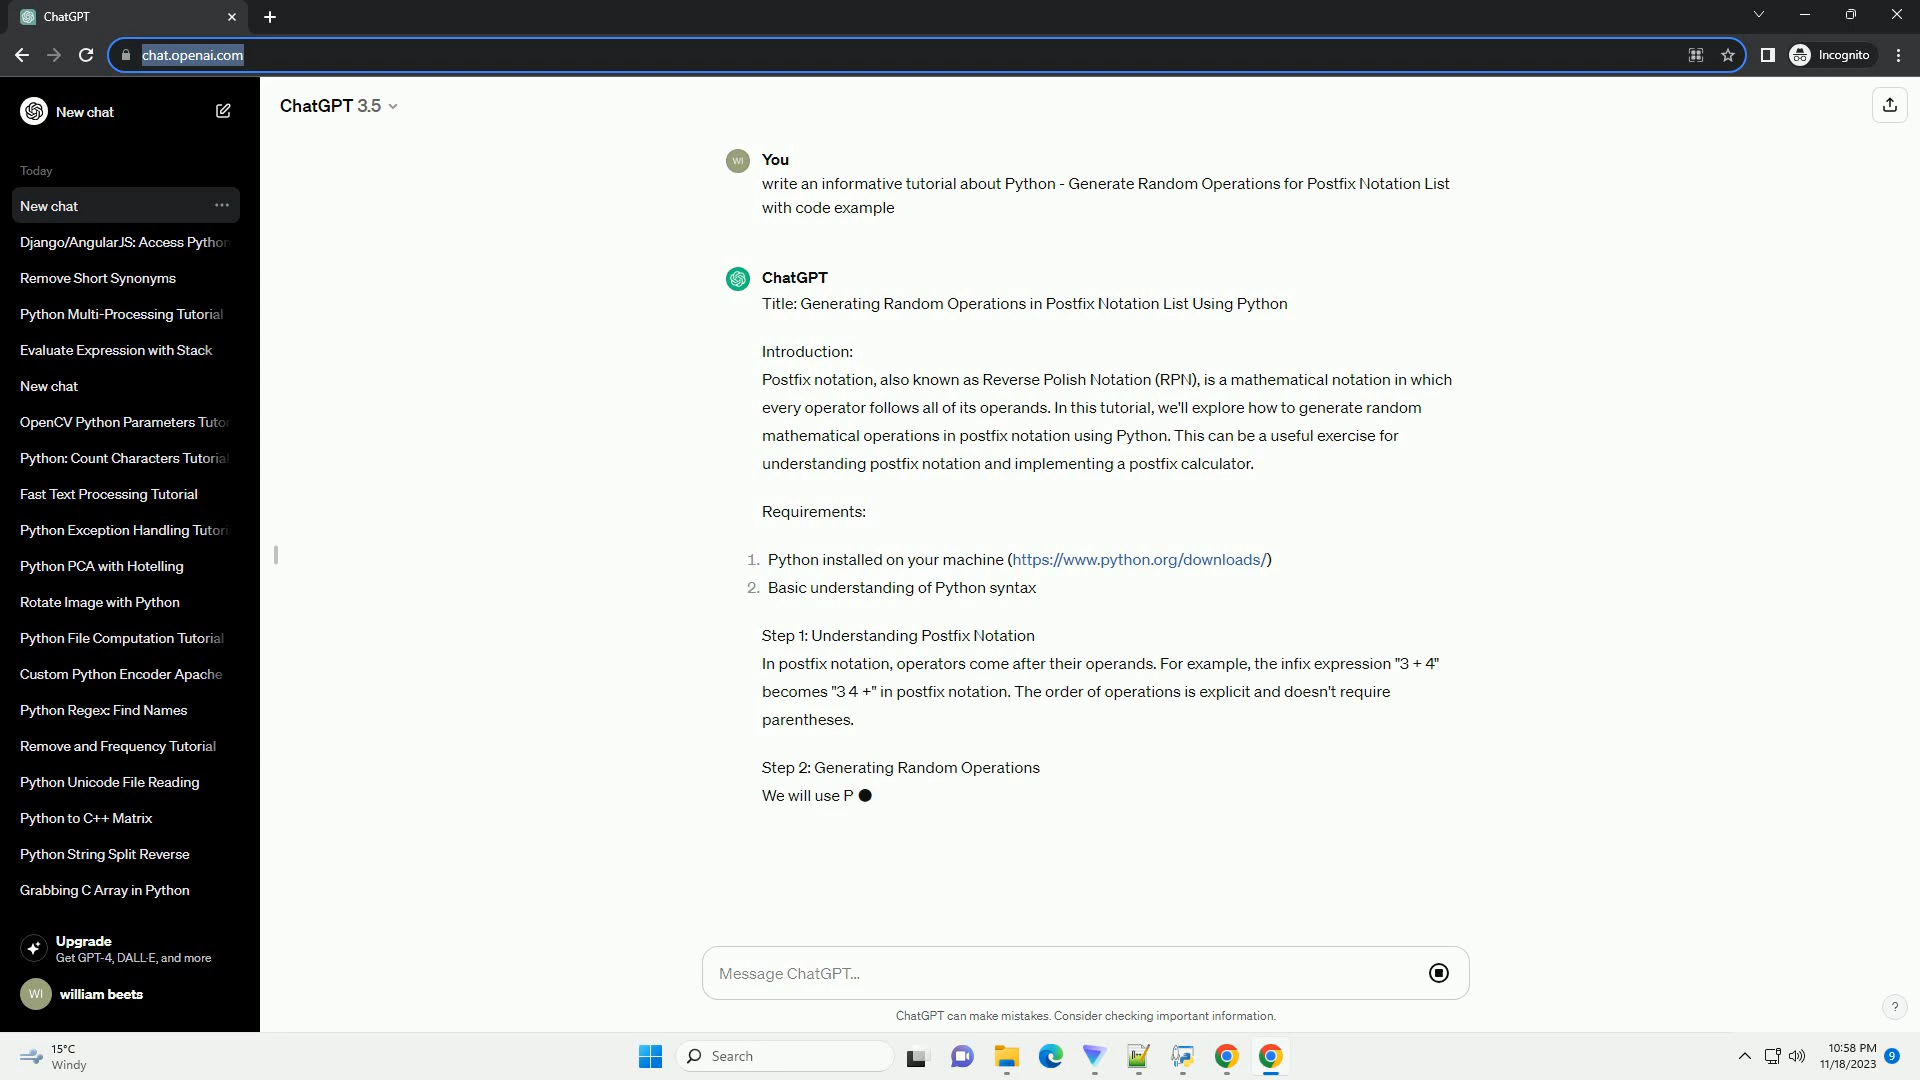 ChatGPT
chat.openai.com
Incognito
New chat
Today
New chat
Django/AngularJS: Access Python
Remove Short Synonyms
Python Multi-Processing Tutorial
Evaluate Expression with Stack
New chat
OpenCV Python Parameters Tutor
Python: Count Characters Tutorial
Fast Text Processing Tutorial
Python Exception Handling Tutori
Python PCA with Hotelling
Rotate Image with Python
Python File Computation Tutorial
Custom Python Encoder Apache
Python Regex: Find Names
Remove and Frequency Tutorial
Python Unicode File Reading
Python to C++ Matrix
Python String Split Reverse
Grabbing C Array in Python
Upgrade
Get GPT-4, DALL·E, and more
WI
william beets
ChatGPT 3.5
WI
You
write an informative tutorial about Python - Generate Random Operations for Postfix Notation List
with code example
ChatGPT
Title: Generating Random Operations in Postfix Notation List Using Python
Introduction:
Postfix notation, also known as Reverse Polish Notation (RPN), is a mathematical notation in which
every operator follows all of its operands. In this tutorial, we'll explore how to generate random
mathematical operations in postfix notation using Python. This can be a useful exercise for
understanding postfix notation and implementing a postfix calculator.
Requirements:
1. Python installed on your machine (https://www.python.org/downloads/)
2. Basic understanding of Python syntax
Step 1: Understanding Postfix Notation
In postfix notation, operators come after their operands. For example, the infix expression "3 + 4"
becomes "3 4 +" in postfix notation. The order of operations is explicit and doesn't require
parentheses.
Step 2: Generating Random Operations
We will use P
Message ChatGPT...
ChatGPT can make mistakes. Consider checking important information.
?
15°C
Windy
Search
10:58 PM
11/18/2023
9